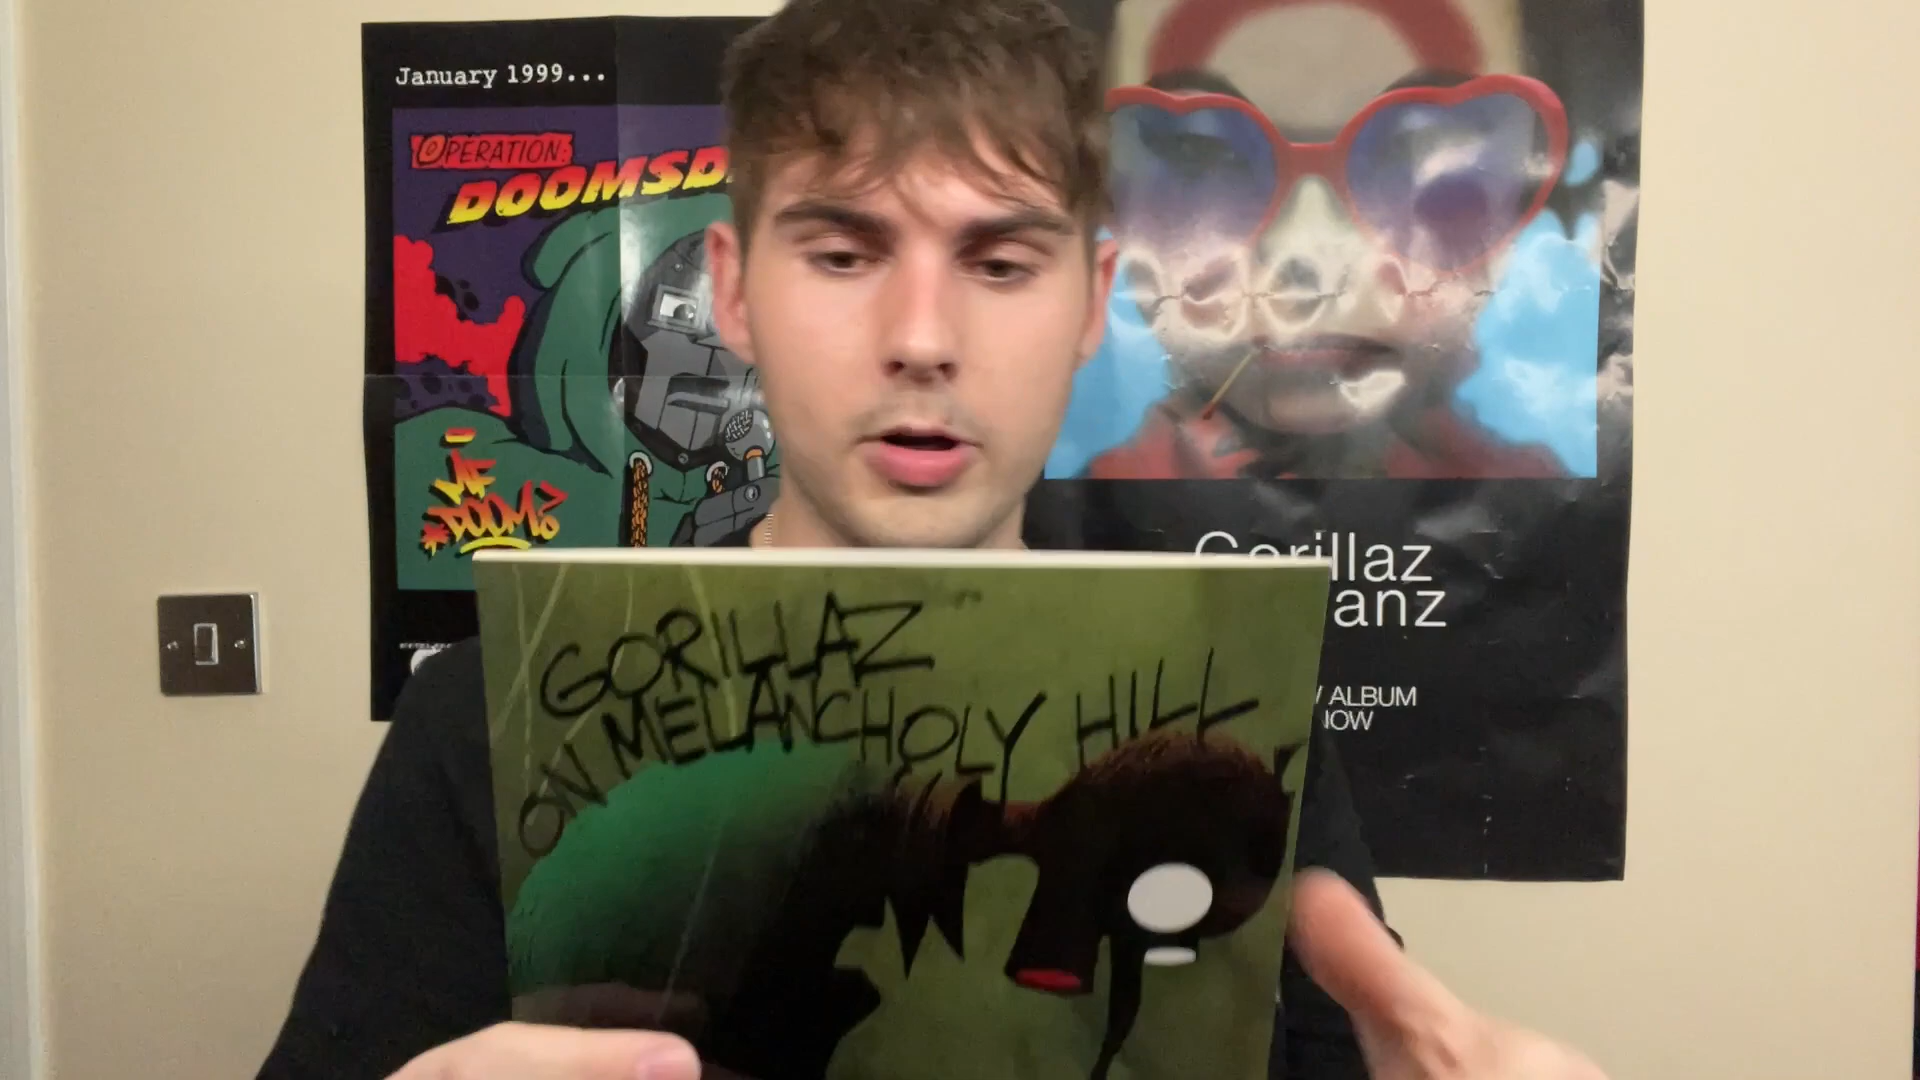 January 1999...
OPERATION:
DOOMSD
MF
DOOM?
Gorillaz
anz
ALBUM
NOW
GORILLAZ
ON MELANCHOLY HILL